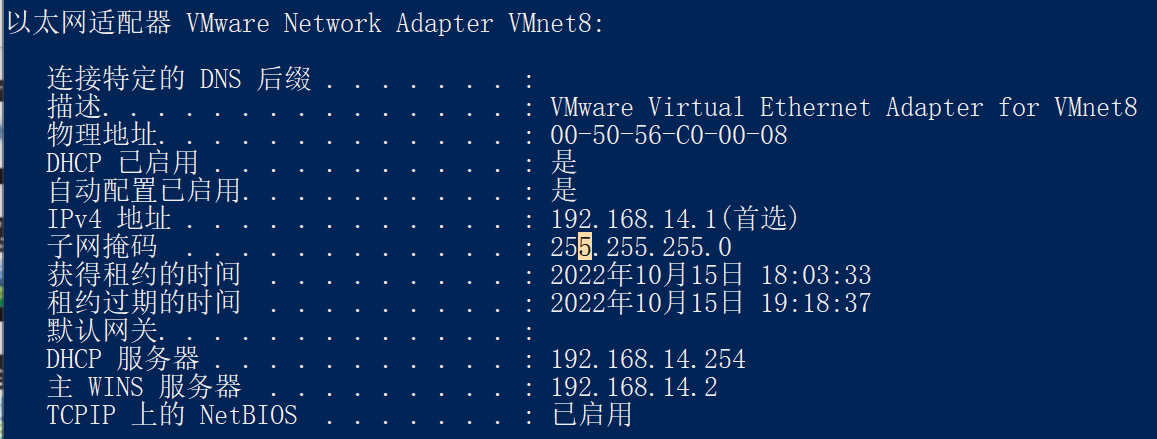 以太网适配器 VMware Network Adapter VMnet8:
连接特定的 DNS 后缀 . . . . . . . . :
描述. . . . . . . . . . . . . . . . : VMware Virtual Ethernet Adapter for VMnet8
物理地址. . . . . . . . . . . . . . : 00-50-56-C0-00-08
DHCP 已启用 . . . . . . . . . . . . : 是
自动配置已启用. . . . . . . . . . . : 是
IPv4 地址 . . . . . . . . . . . . . : 192.168.14.1(首选)
子网掩码  . . . . . . . . . . . . . : 255.255.255.0
获得租约的时间  . . . . . . . . . . : 2022年10月15日 18:03:33
租约过期的时间  . . . . . . . . . . : 2022年10月15日 19:18:37
默认网关. . . . . . . . . . . . . . :
DHCP 服务器 . . . . . . . . . . . . : 192.168.14.254
主 WINS 服务器  . . . . . . . . . . : 192.168.14.2
TCPIP 上的 NetBIOS  . . . . . . . . : 已启用